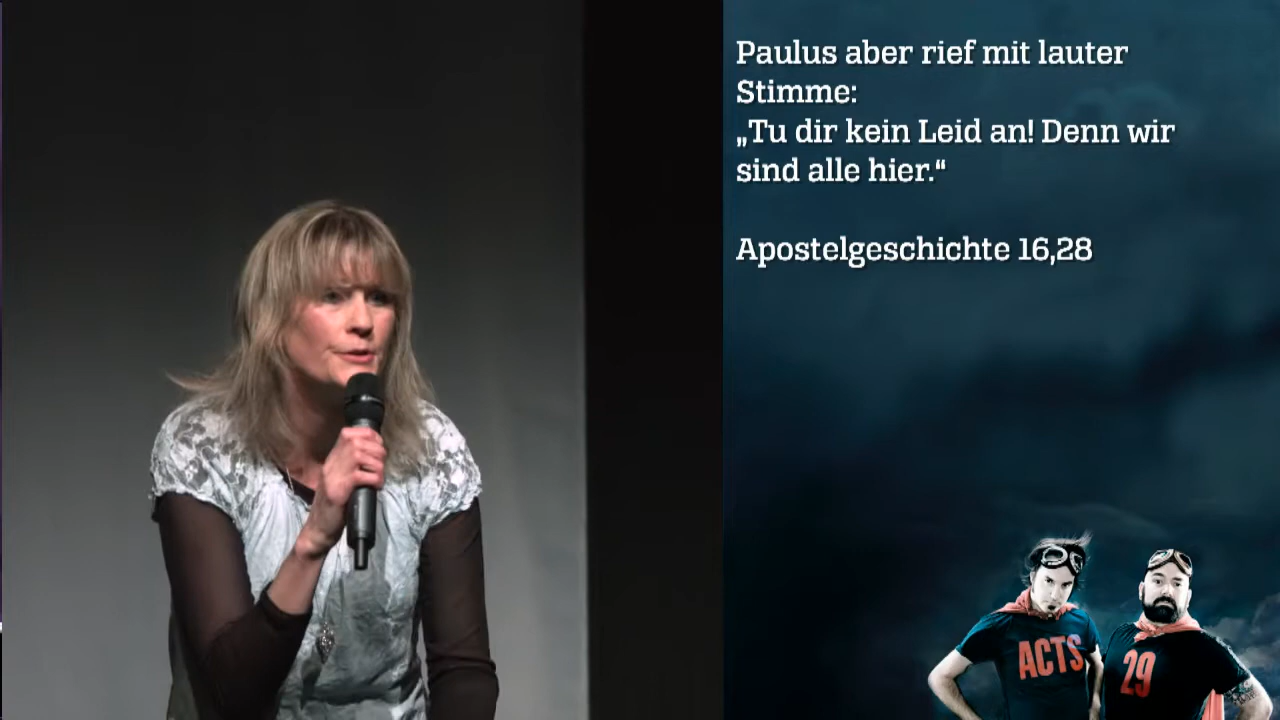 Paulus aber rief mit lauter
Stimme:
„Tu dir kein Leid an! Denn wir
sind alle hier.“
Apostelgeschichte 16,28
ACTS
29